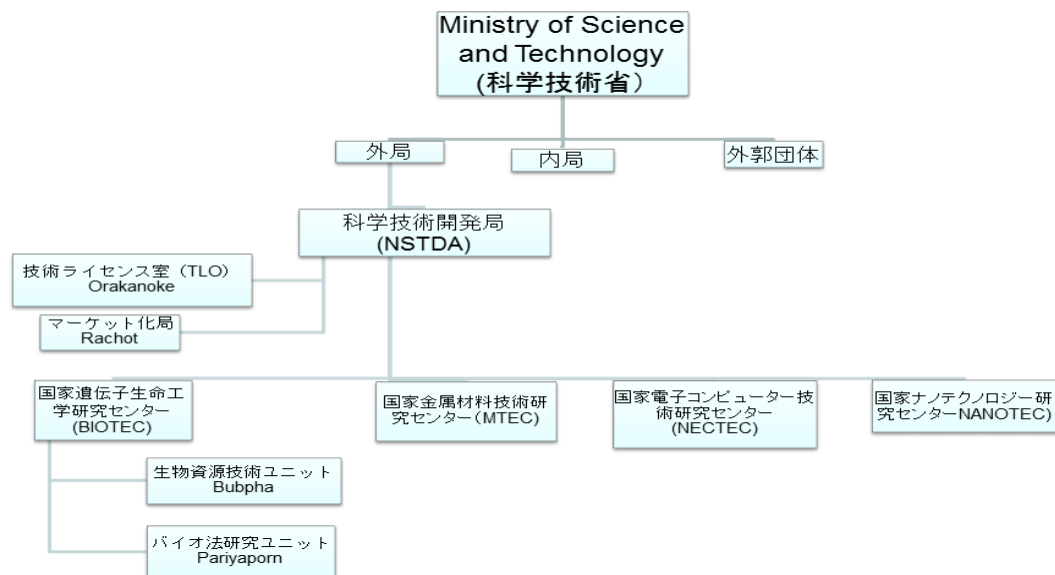 Ministry of Science
and Technology
(科学技術省）
外局
内局
外郭団体
科学技術開発局
(NSTDA)
技術ライセンス室（TLO）
Orakanoke
マーケット化局
Rachot
国家遺伝子生命工
学研究センター
(BIOTEC)
国家金属材料技術研
究センター（MTEC)
国家電子コンピューター技
術研究センター
(NECTEC)
国家ナノテクノロジー研
究センターNANOTEC)
生物資源技術ユニット
Bubpha
バイオ法研究ユニット
Pariyaporn